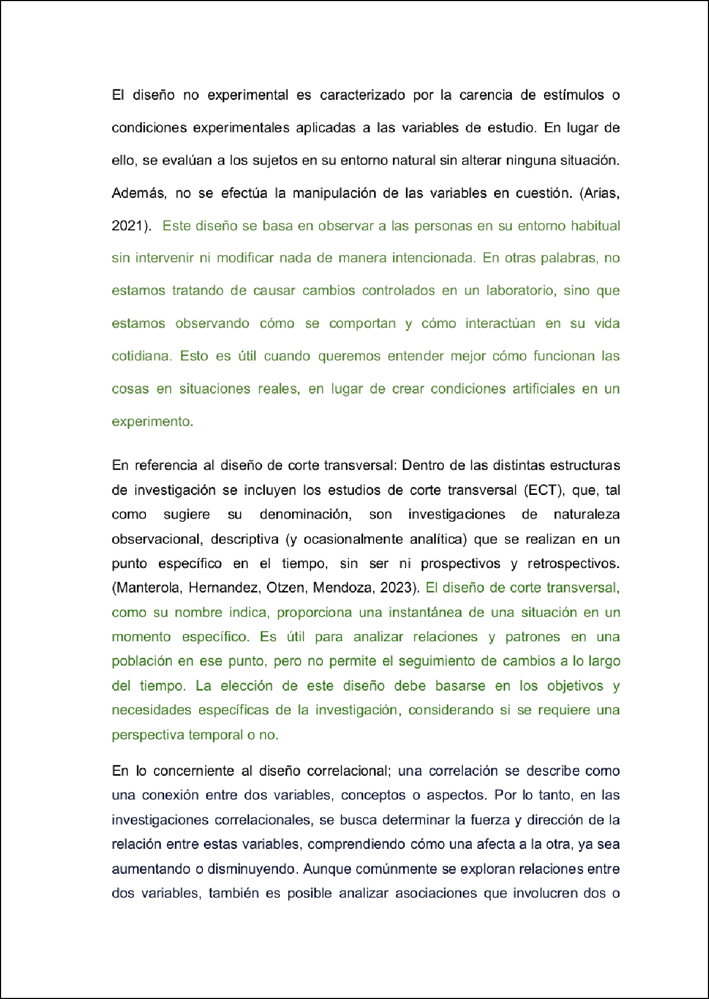 El diseño no experimental es caracterizado por la carencia de estímulos o
condiciones experimentales aplicadas a las variables de estudio. En lugar de
ello, se evalúan a los sujetos en su entorno natural sin alterar ninguna situación.
Además, no se efectúa la manipulación de las variables en cuestión. (Arias,
2021). Este diseño se basa en observar a las personas en su entorno habitual
sin intervenir ni modificar nada de manera intencionada. En otras palabras, no
estamos tratando de causar cambios controlados en un laboratorio, sino que
estamos observando cómo se comportan y cómo interactúan en su vida
cotidiana. Esto es útil cuando queremos entender mejor cómo funcionan las
cosas en situaciones reales, en lugar de crear condiciones artificiales en un
experimento.
En referencia al diseño de corte transversal: Dentro de las distintas estructuras
de investigación se incluyen los estudios de corte transversal (ECT), que, tal
como sugiere su denominación, son investigaciones de naturaleza
observacional, descriptiva (y ocasionalmente analítica) que se realizan en un
punto específico en el tiempo, sin ser ni prospectivos y retrospectivos.
(Manterola, Hernandez, Otzen, Mendoza, 2023). El diseño de corte transversal,
como su nombre indica, proporciona una instantánea de una situación en un
momento específico. Es útil para analizar relaciones y patrones en una
población en ese punto, pero no permite el seguimiento de cambios a lo largo
del tiempo. La elección de este diseño debe basarse en los objetivos y
necesidades específicas de la investigación, considerando si se requiere una
perspectiva temporal o no.
En lo concerniente al diseño correlacional; una correlación se describe como
una conexión entre dos variables, conceptos o aspectos. Por lo tanto, en las
investigaciones correlacionales, se busca determinar la fuerza y dirección de la
relación entre estas variables, comprendiendo cómo una afecta a la otra, ya sea
aumentando o disminuyendo. Aunque comúnmente se exploran relaciones entre
dos variables, también es posible analizar asociaciones que involucren dos o